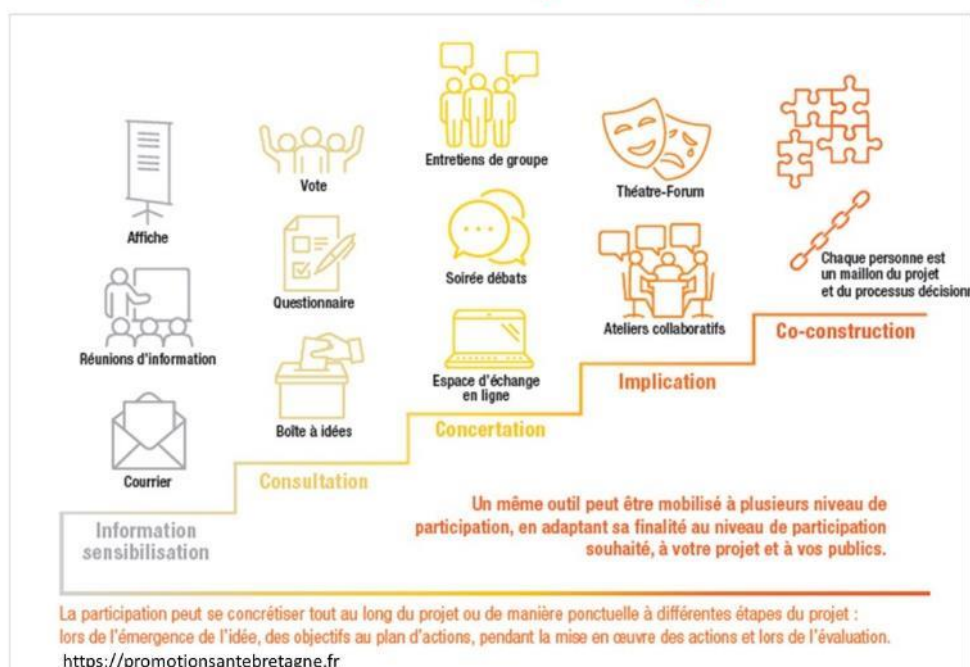 Affiche
Réunions d'information
Courrier
Information
sensibilisation
Vote
Questionnaire
Boîte à idées
Consultation
Entretiens de groupe
Soirée débats
Espace d'échange
en ligne
Concertation
Théatre-Forum
Ateliers collaboratifs
Implication
Chaque personne est
un maillon du projet
et du processus décisionn
Co-construction
Un même outil peut être mobilisé à plusieurs niveau de
participation, en adaptant sa finalité au niveau de participation
souhaité, à votre projet et à vos publics.
La participation peut se concrétiser tout au long du projet ou de manière ponctuelle à différentes étapes du projet :
lors de l'émergence de l'idée, des objectifs au plan d'actions, pendant la mise en œuvre des actions et lors de l'évaluation.
https://promotionsantebretagne.fr